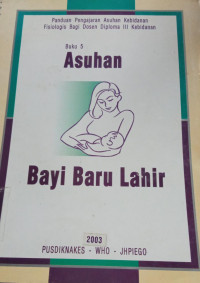 Panduan Pengajaran Asuhan Kebidanan
Fisiologis Bagi Dosen Diploma III Kebidanan
Buku 5
Asuhan
Bayi Baru Lahir
2003
PUSDIKNAKES - WHO - JHPIEGO